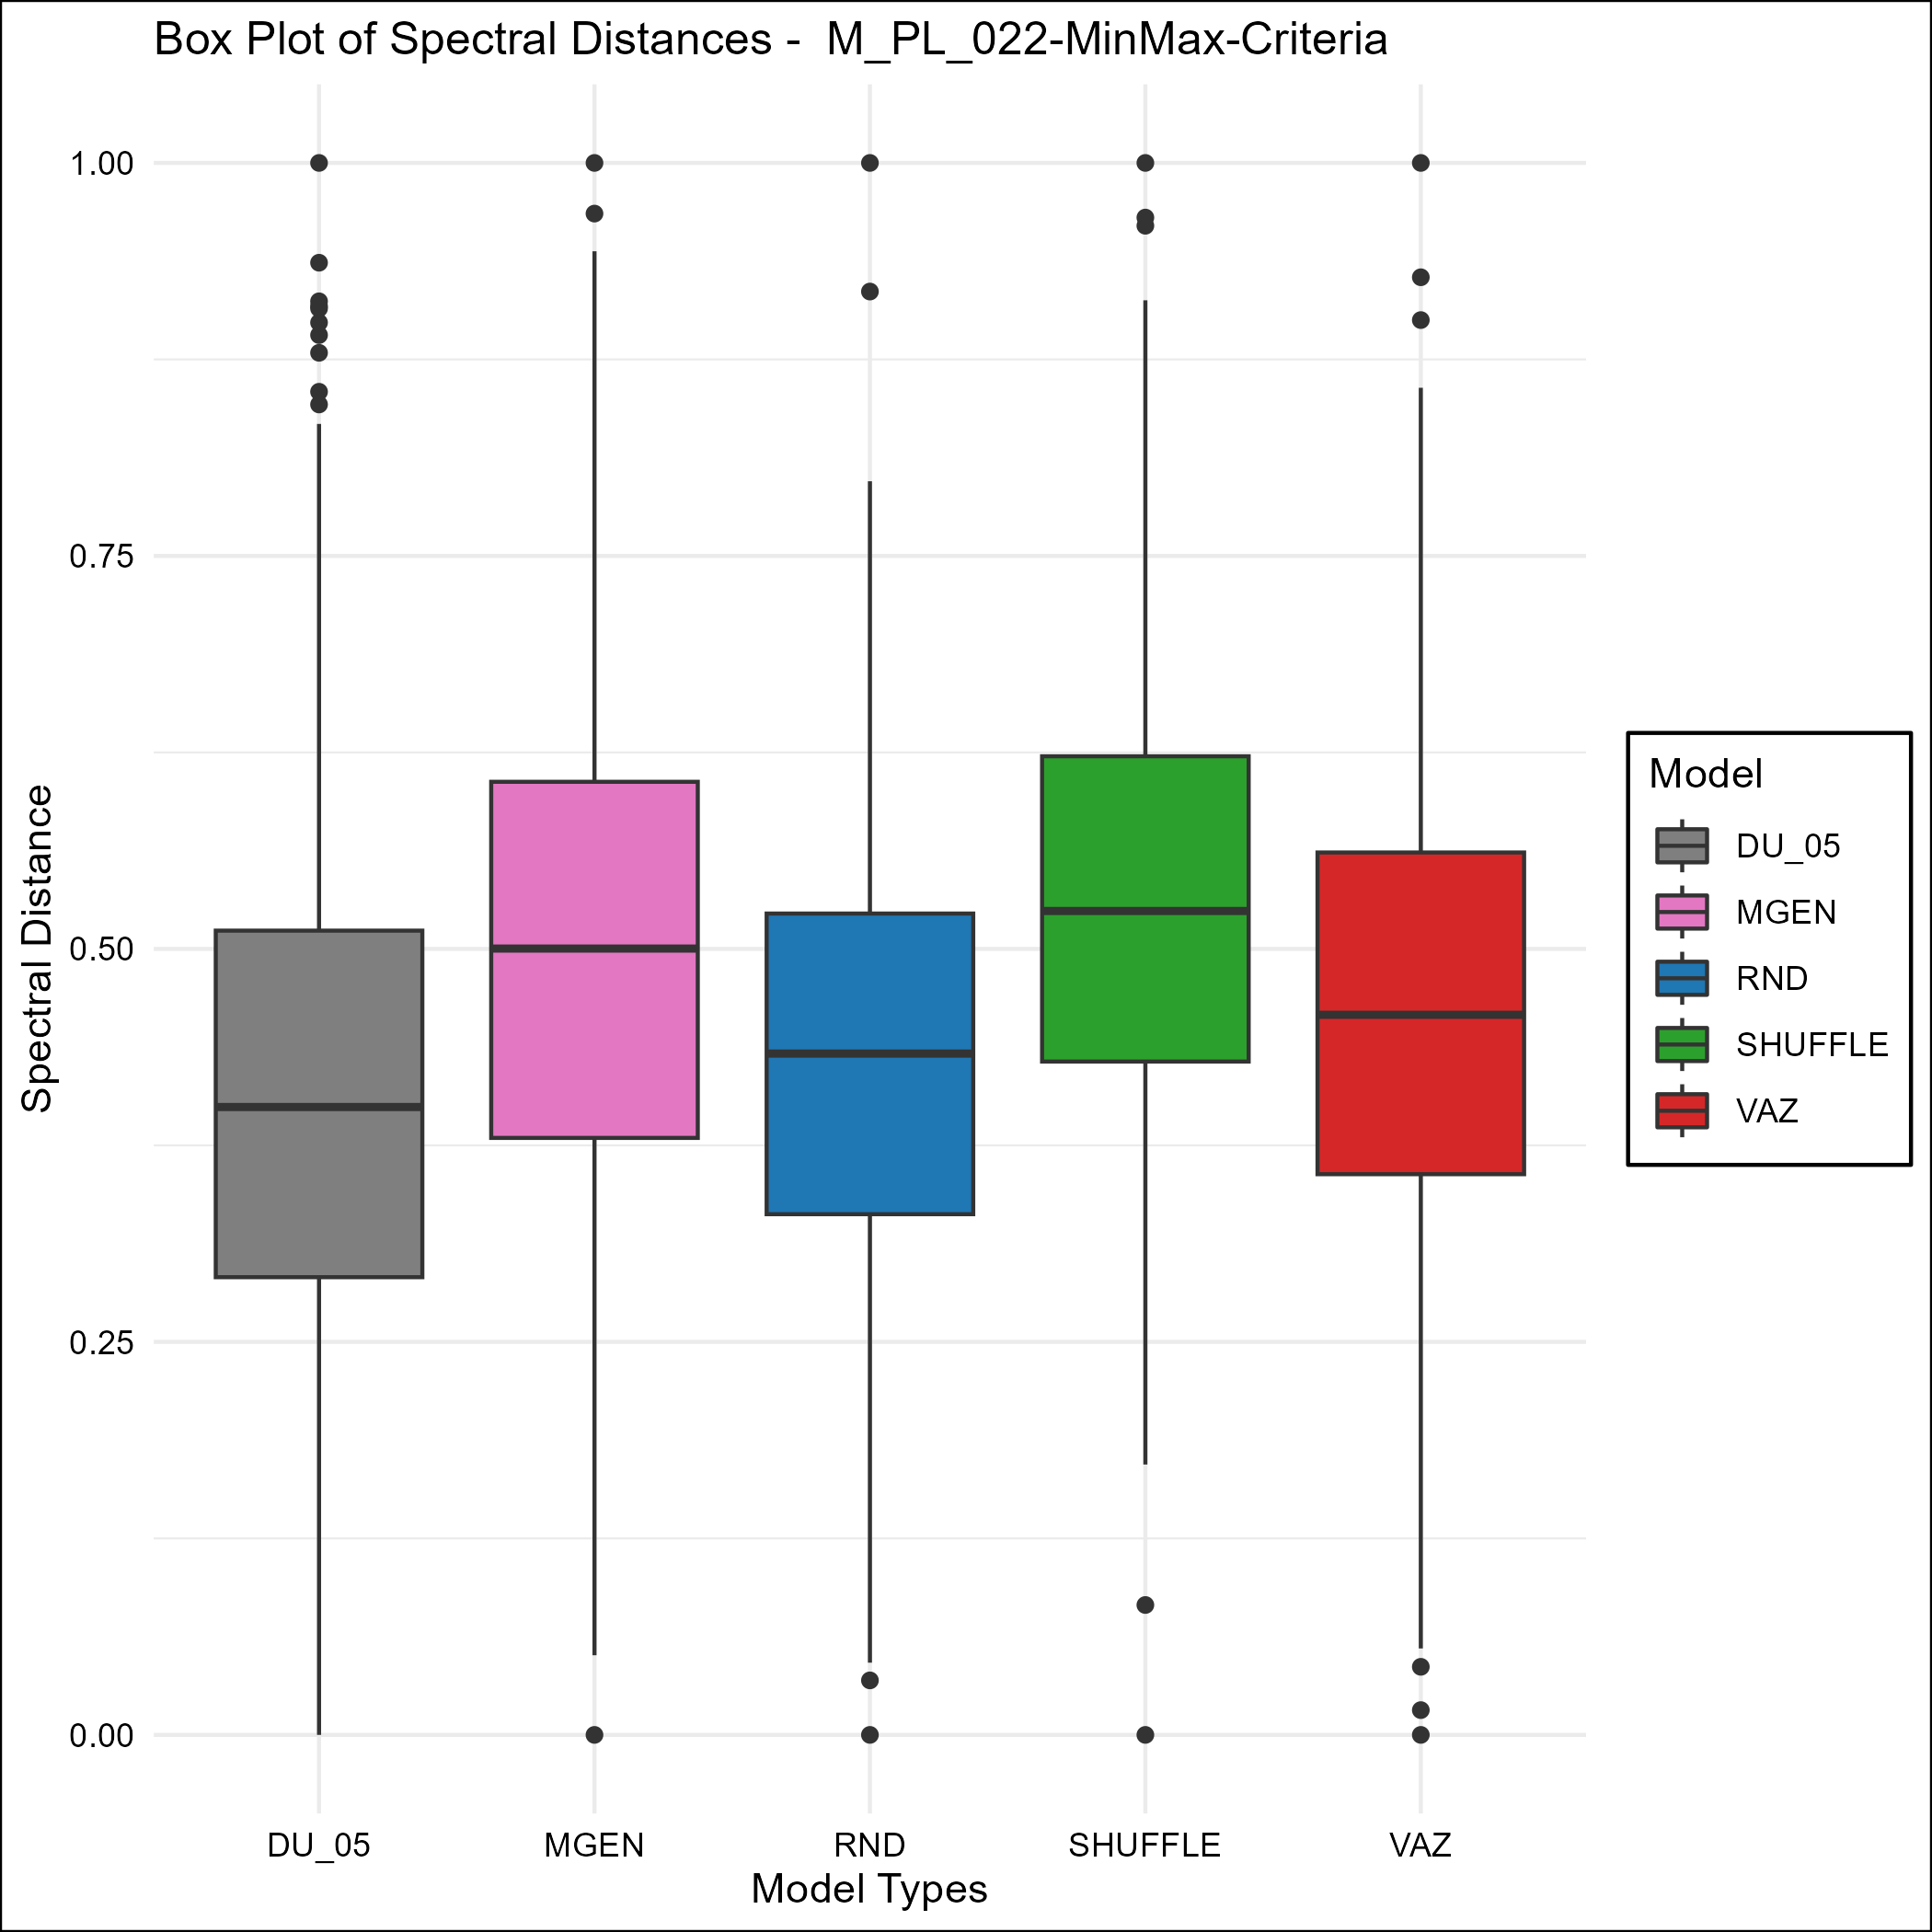 Box Plot of Spectral Distances -  M_PL_022-MinMax-Criteria
1.00
0.75
0.50
0.25
0.00
Spectral Distance
DU_05
MGEN
RND
SHUFFLE
VAZ
Model Types
Model
DU_05
MGEN
RND
SHUFFLE
VAZ